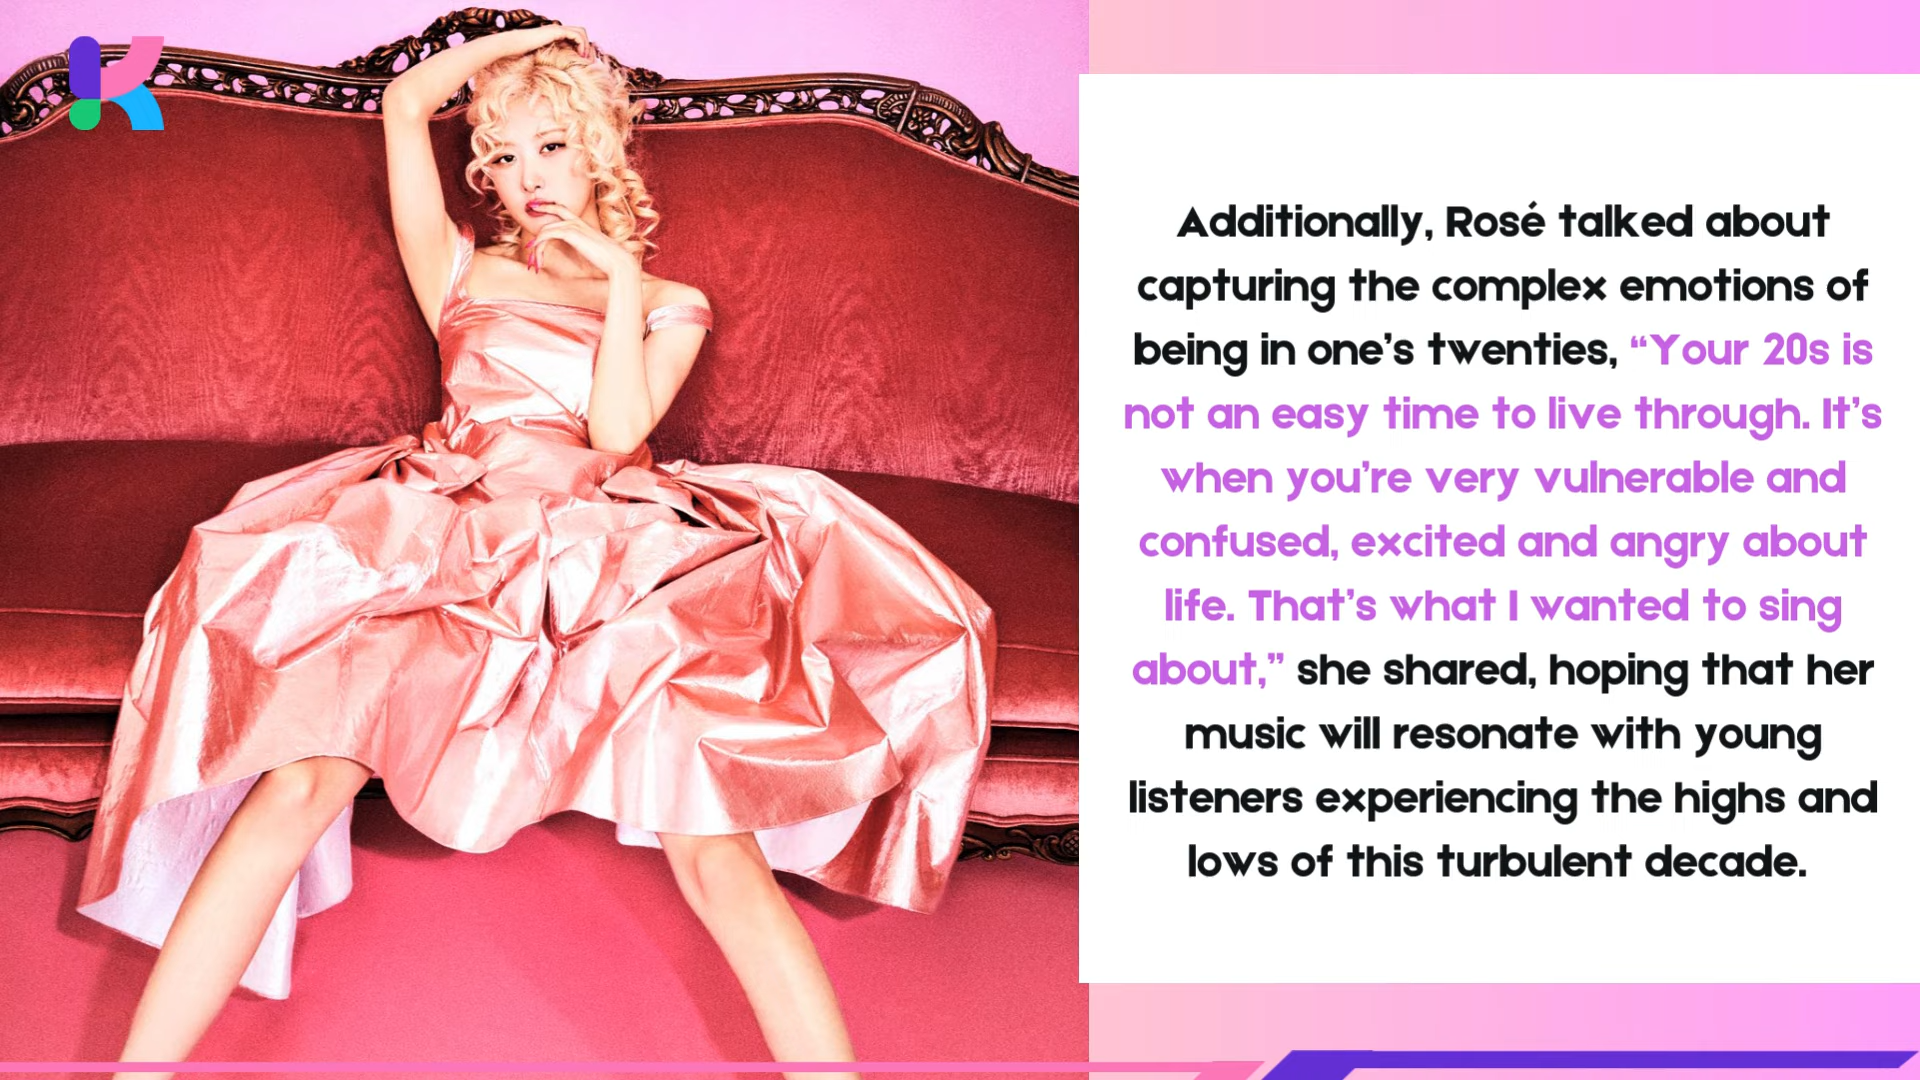 Additionally, Rosé talked about
capturing the complex emotions of
being in one’s twenties, “Your 20s is
not an easy time to live through. It’s
when you’re very vulnerable and
confused, excited and angry about
life. That’s what I wanted to sing
about,” she shared, hoping that her
music will resonate with young
listeners experiencing the highs and
lows of this turbulent decade.